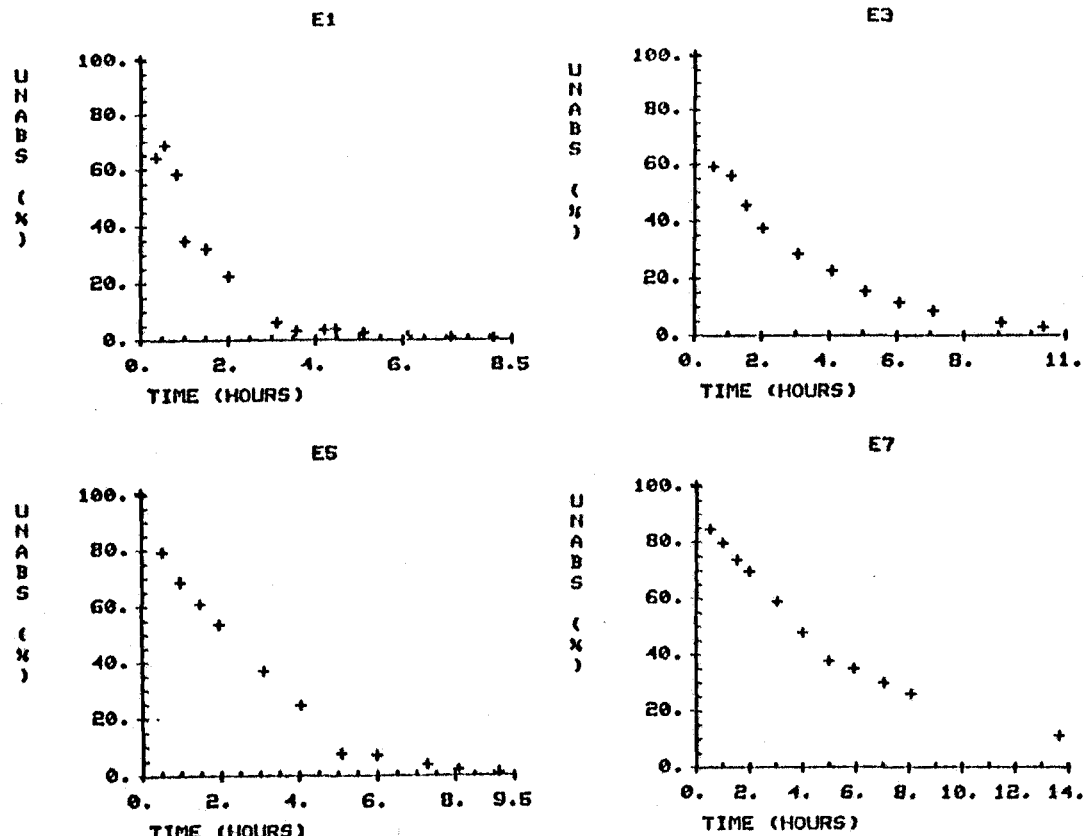 E1
UNABS (%)
100.
80.
60.
40.
20.
0.
0. 2. 4. 6. 8.5
TIME (HOURS)
E3
UNABS (%)
100.
80.
60.
40.
20.
0.
0. 2. 4. 6. 8. 11.
TIME (HOURS)
E5
UNABS (%)
100.
80.
60.
40.
20.
0.
0. 2. 4. 6. 8. 9.5
TIME (HOURS)
E7
UNABS (%)
100.
80.
60.
40.
20.
0.
0. 2. 4. 6. 8. 10. 12. 14.
TIME (HOURS)